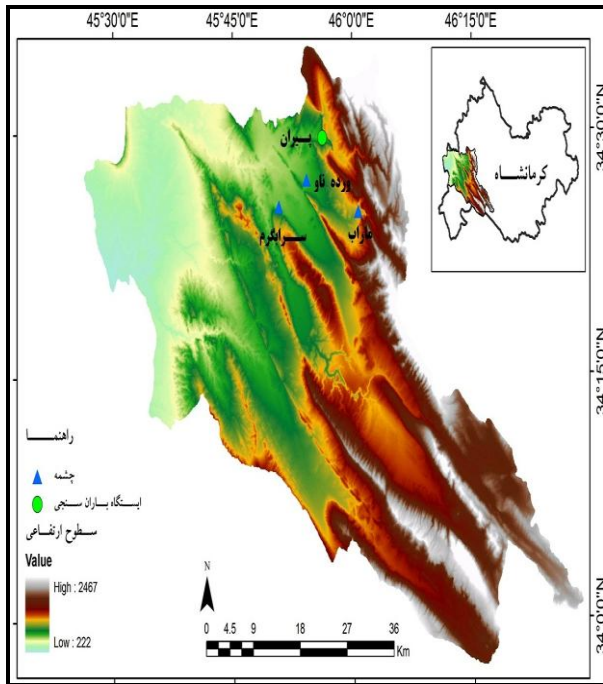 45°30'0"E
45°45'0"E
46°0'0"E
46°15'0"E
34°30'0"N
34°15'0"N
34°0'0"N
کرمانشاه
پیران
ورده ناو
سرابگرم
ماراب
راهنما
چشمه
ایستگاه باران سنجی
سطوح ارتفاعی
Value
High : 2467
Low : 222
N
0 4.5 9 18 27 36
Km